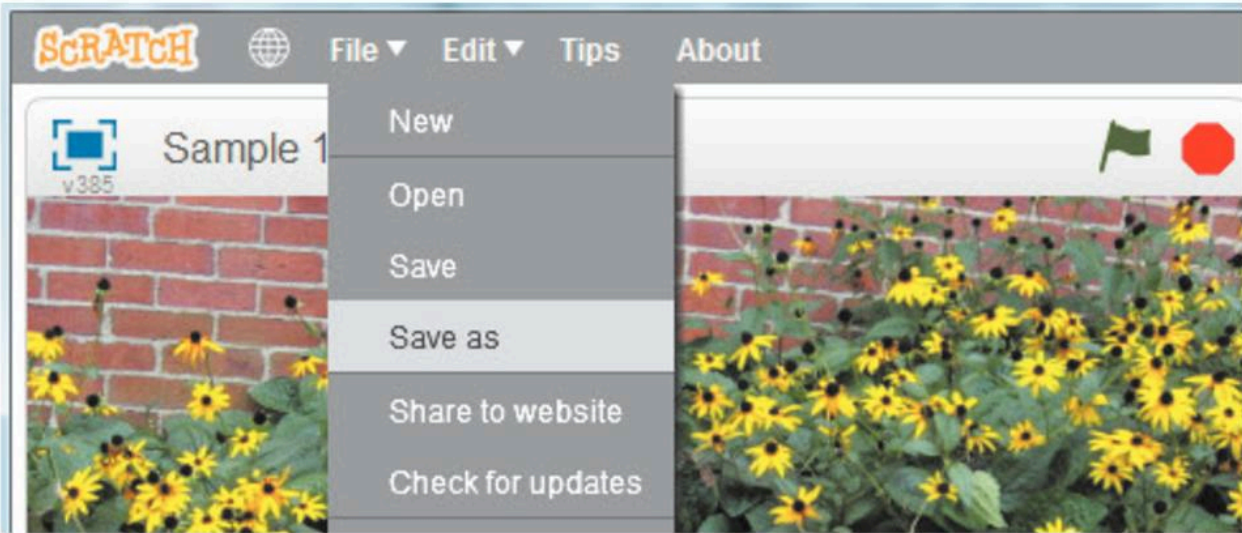 SCRATCH File Edit Tips About
v385
Sample 1
New
Open
Save
Save as
Share to website
Check for updates